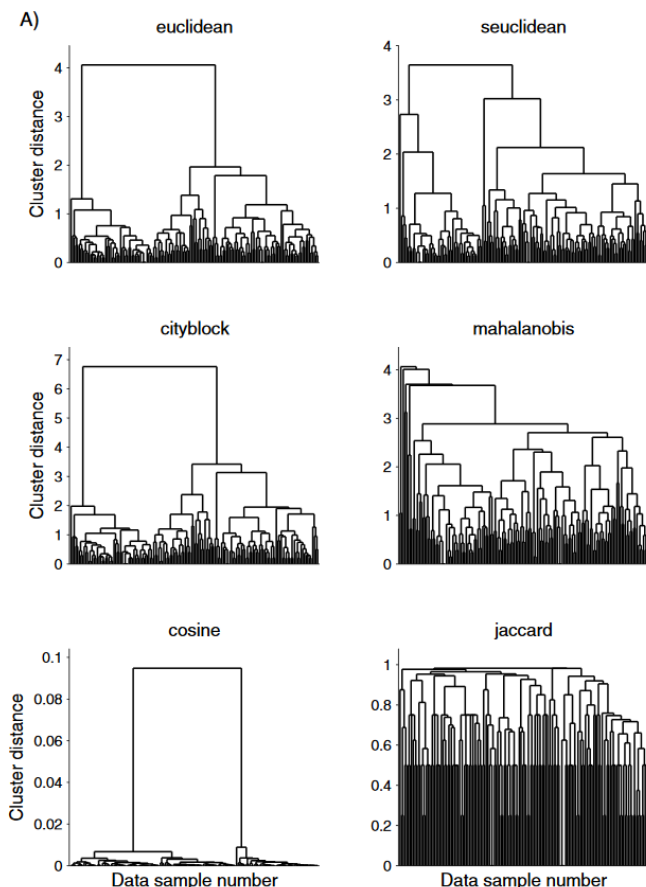 A)
euclidean
seuclidean
Cluster distance
4
3
2
1
0
4
3
2
1
0
cityblock
mahalanobis
Cluster distance
7
6
5
4
3
2
1
0
4
3
2
1
0
cosine
jaccard
Cluster distance
0.1
0.08
0.06
0.04
0.02
0
1
0.8
0.6
0.4
0.2
0
Data sample number
Data sample number